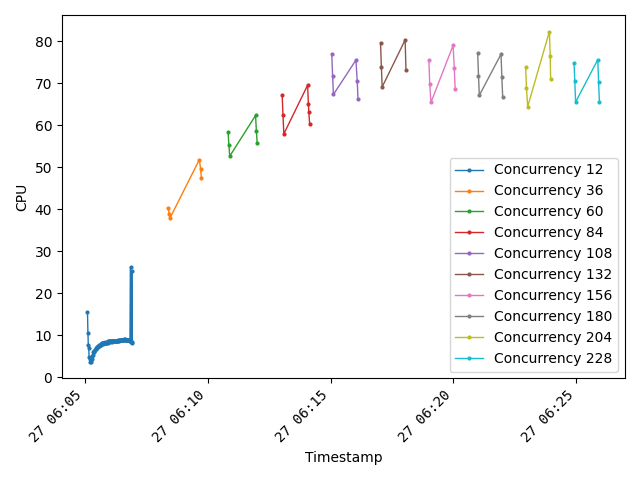 80
70
60
50
40
30
20
10
0
CPU
Concurrency 12
Concurrency 36
Concurrency 60
Concurrency 84
Concurrency 108
Concurrency 132
Concurrency 156
Concurrency 180
Concurrency 204
Concurrency 228
27 06:05
27 06:10
27 06:15
27 06:20
27 06:25
Timestamp